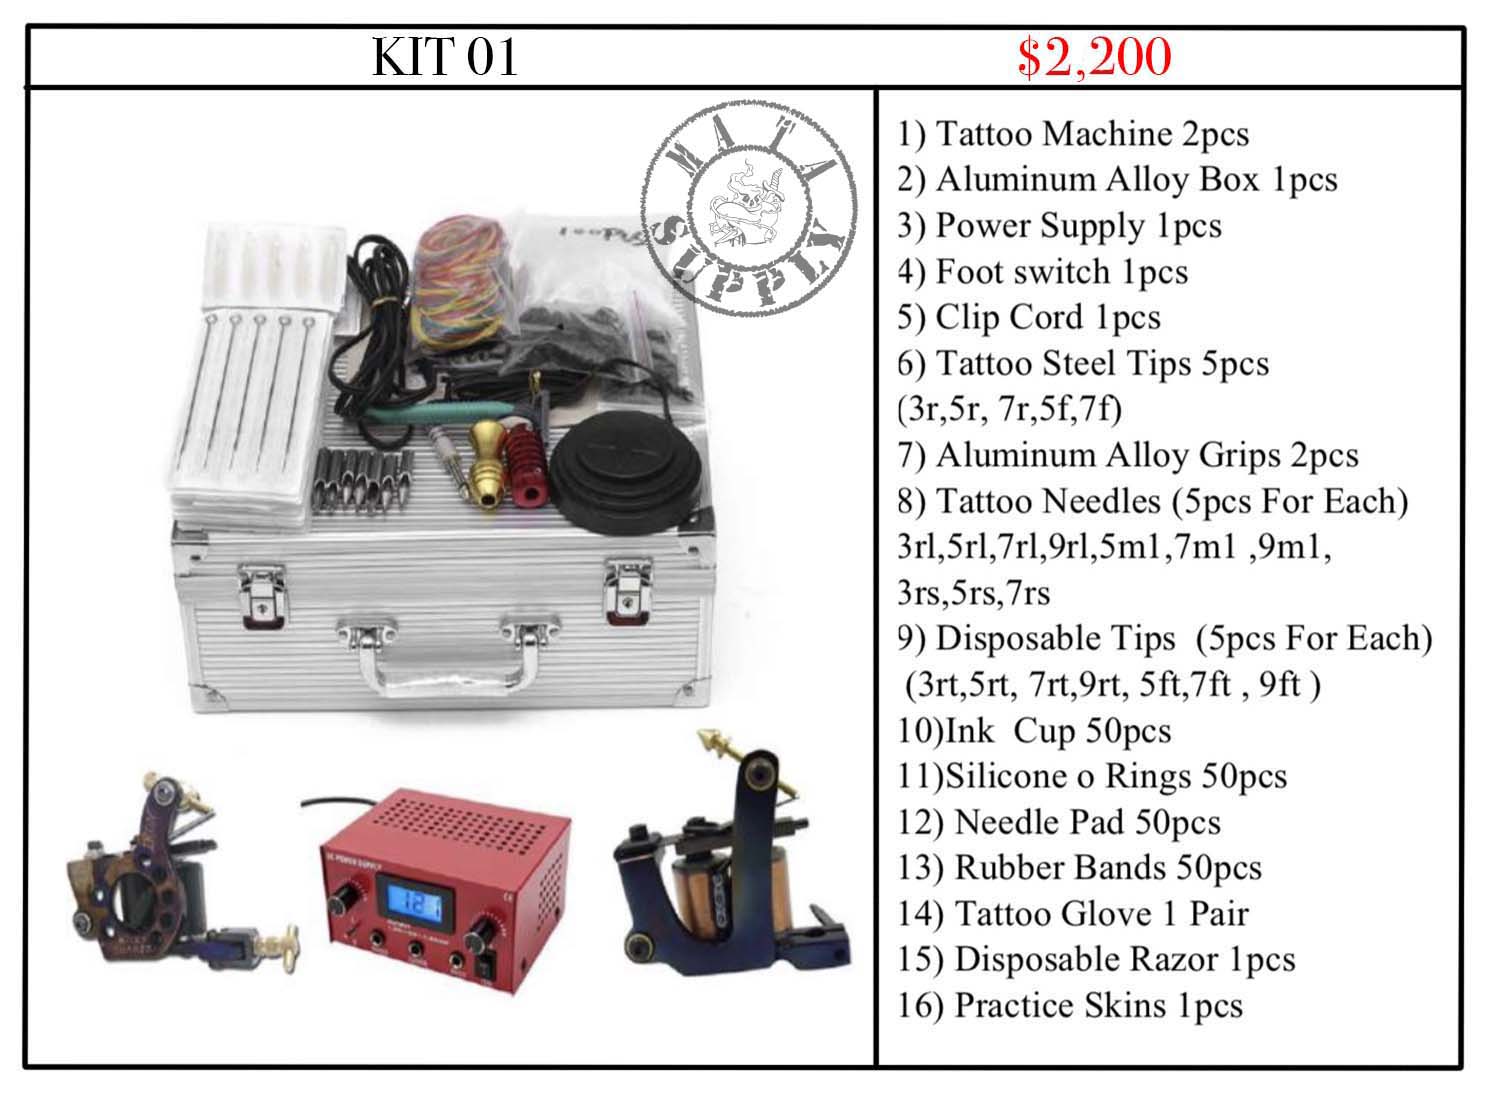 KIT 01
$2,200
MALA
SUPPLY
100Pcs
DC POWER SUPPLY
18.1
1) Tattoo Machine 2pcs
2) Aluminum Alloy Box 1pcs
3) Power Supply 1pcs
4) Foot switch 1pcs
5) Clip Cord 1pcs
6) Tattoo Steel Tips 5pcs
(3r,5r, 7r,5f,7f)
7) Aluminum Alloy Grips 2pcs
8) Tattoo Needles (5pcs For Each)
3rl,5rl,7rl,9rl,5m1,7m1 ,9m1,
3rs,5rs,7rs
9) Disposable Tips  (5pcs For Each)
(3rt,5rt, 7rt,9rt, 5ft,7ft , 9ft )
10)Ink  Cup 50pcs
11)Silicone o Rings 50pcs
12) Needle Pad 50pcs
13) Rubber Bands 50pcs
14) Tattoo Glove 1 Pair
15) Disposable Razor 1pcs
16) Practice Skins 1pcs